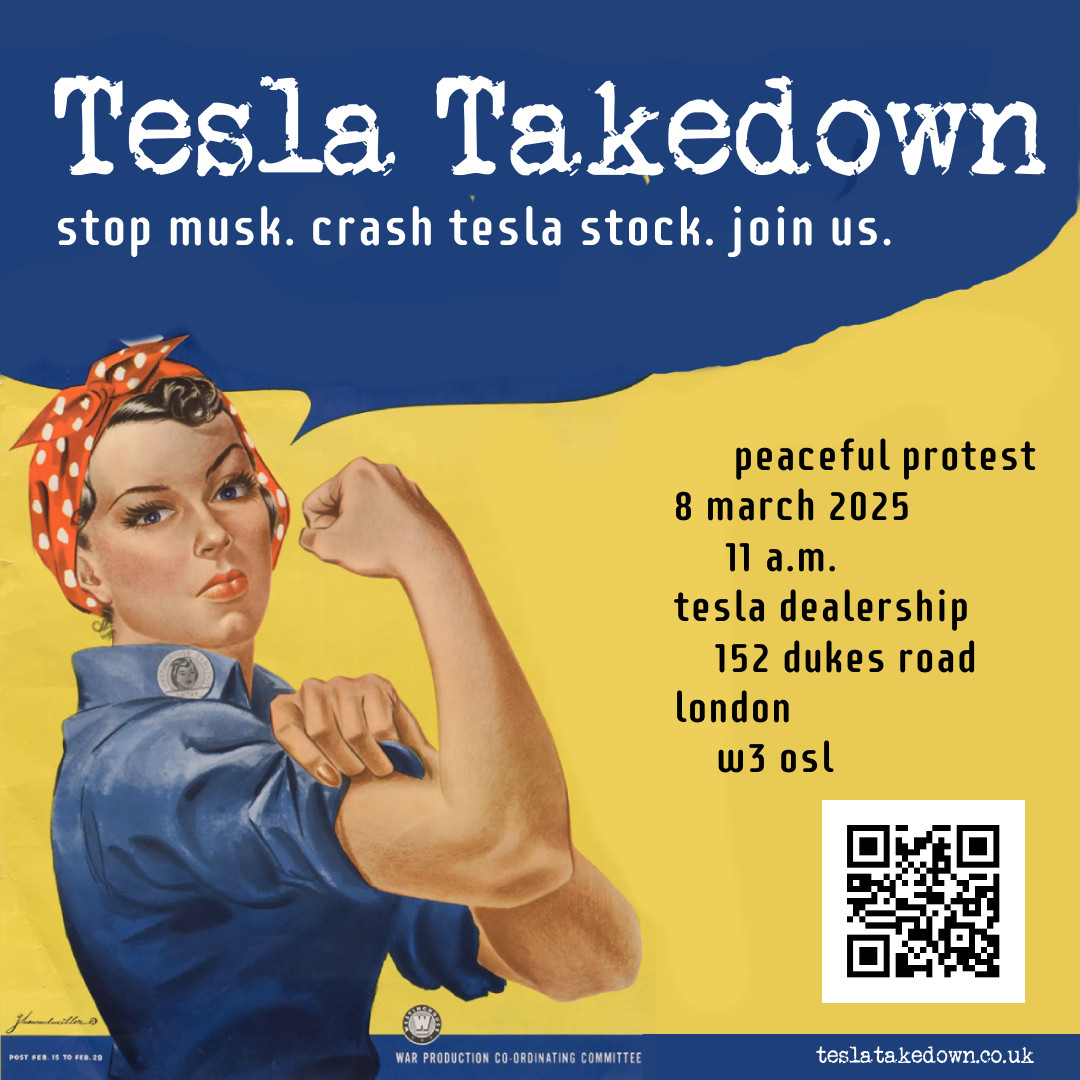 Tesla Takedown
stop musk. crash tesla stock. join us.
peaceful protest
8 march 2025
11 a.m.
tesla dealership
152 dukes road
london
w3 osl
POST FEB. 15 TO FEB. 28
WAR PRODUCTION CO-ORDINATING COMMITTEE
teslatakedown.co.uk